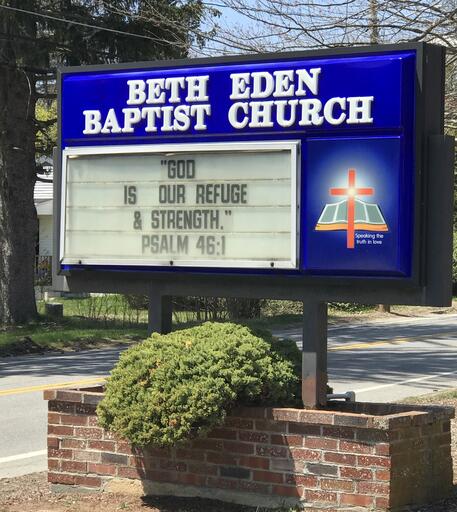 BETH EDEN
BAPTIST CHURCH
"GOD
IS OUR REFUGE
& STRENGTH."
PSALM 46:1
Speaking the
truth in love